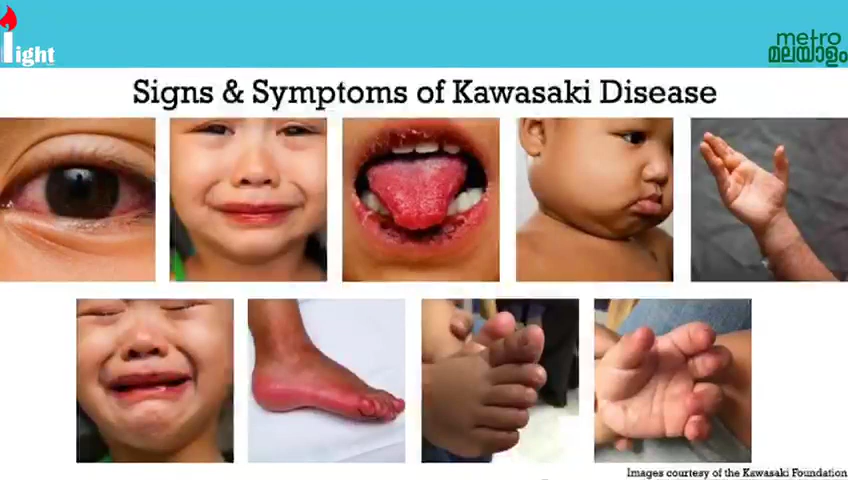 light
metro
മലയാളം
Signs & Symptoms of Kawasaki Disease
Images courtesy of the Kawasaki Foundation